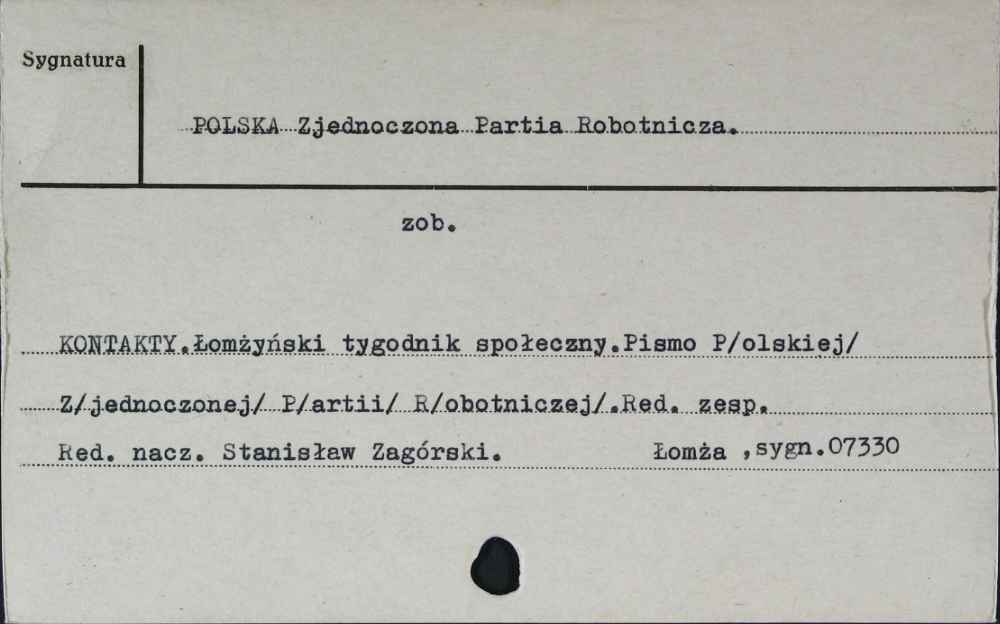 Sygnatura
POLSKA Zjednoczona Partia Robotnicza.
zob.
KONTAKTY.Łomżyński tygodnik społeczny.Pismo P/olskiej/
Z/jednoczonej/ P/artii/ R/obotniczej/.Red. zesp.
Red. nacz. Stanisław Zagórski. Łomża ,sygn.07330